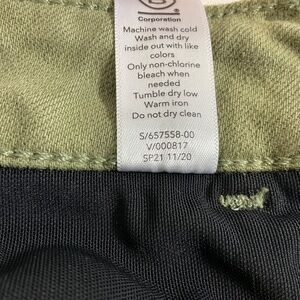 B
Corporation
Machine wash cold
Wash and dry
inside out with like
colors
Only non-chlorine
bleach when
needed
Tumble dry low
Warm iron
Do not dry clean
S/657558-00
V/000817
SP21 11/20